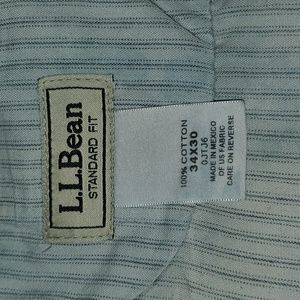 L.L.Bean
STANDARD FIT
100% COTTON
34X30
0JTJ6
MADE IN MEXICO
OF US FABRIC
CARE ON REVERSE